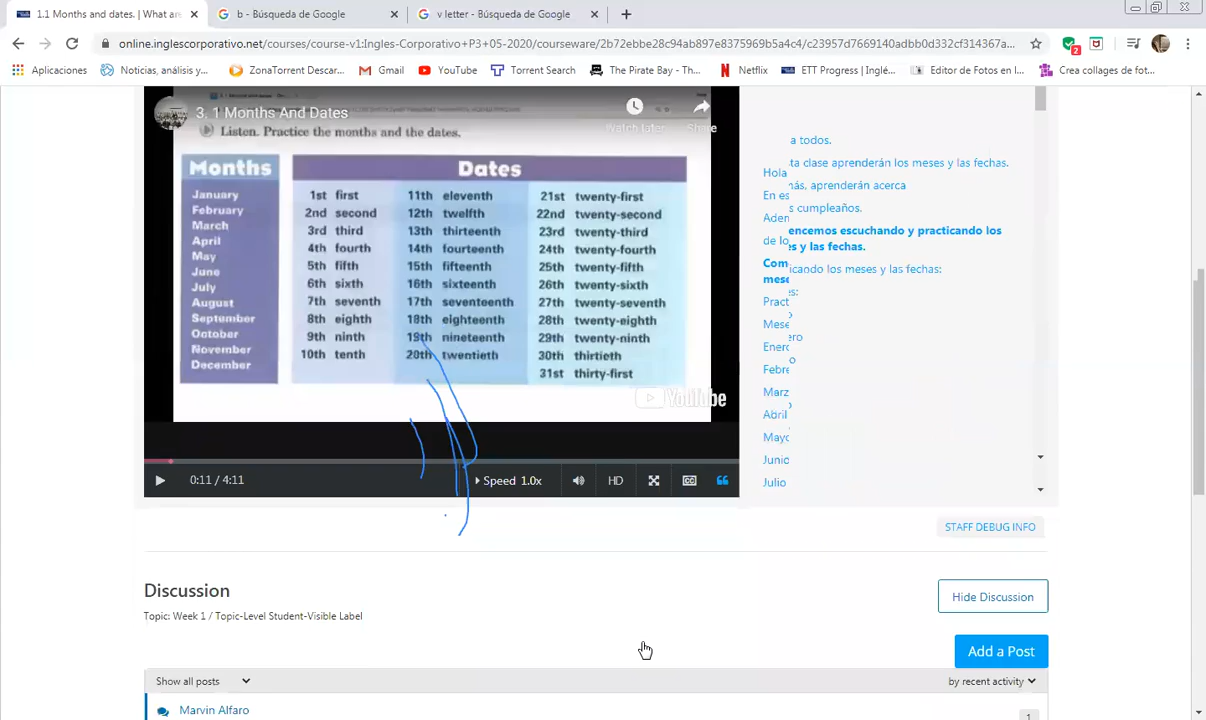 1.1 Months and dates. | What are
b - Búsqueda de Google
v letter - Búsqueda de Google
online.inglescorporativo.net/courses/course-v1:Ingles-Corporativo+P3+05-2020/courseware/2b72ebbe28c94ab897e8375969b5a4c4/c23957d7669140adbb0d332cf314367a...
2
Aplicaciones
Noticias, análisis y...
ZonaTorrent Descar...
Gmail
YouTube
Torrent Search
The Pirate Bay - Th...
Netflix
ETT Progress | Inglé...
Editor de Fotos en l...
Crea collages de fot...
3. 1 Months And Dates
Watch later
Share
Listen. Practice the months and the dates.
Months
January
February
March
April
May
June
July
August
September
October
November
December
Dates
1st first
2nd second
3rd third
4th fourth
5th fifth
6th sixth
7th seventh
8th eighth
9th ninth
10th tenth
11th eleventh
12th twelfth
13th thirteenth
14th fourteenth
15th fifteenth
16th sixteenth
17th seventeenth
18th eighteenth
19th nineteenth
20th twentieth
21st twenty-first
22nd twenty-second
23rd twenty-third
24th twenty-fourth
25th twenty-fifth
26th twenty-sixth
27th twenty-seventh
28th twenty-eighth
29th twenty-ninth
30th thirtieth
31st thirty-first
YouTube
0:11 / 4:11
Speed 1.0x
HD
CC
a todos.
ta clase aprenderán los meses y las fechas.
Hola
más, aprenderán acerca
En es
s cumpleaños.
Adem
encemos escuchando y practicando los
de lo
s y las fechas.
Com
icando los meses y las fechas:
mese
es:
Pract
Mese
ero
Enero
Febre
Marz
Abril
Mayo
Junio
Julio
STAFF DEBUG INFO
Discussion
Hide Discussion
Topic: Week 1 / Topic-Level Student-Visible Label
Add a Post
Show all posts
by recent activity
Marvin Alfaro
1